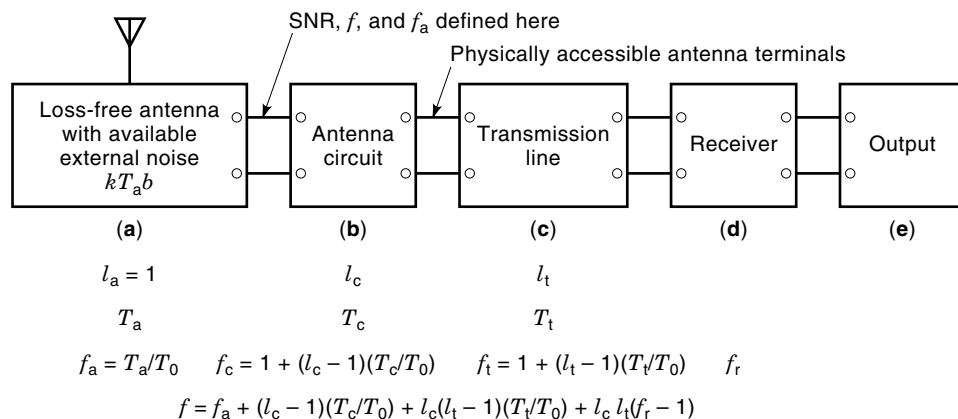 SNR, f, and fa defined here
Physically accessible antenna terminals
Loss-free antenna
with available
external noise
kTab
Antenna
circuit
Transmission
line
Receiver
Output
(a) (b) (c) (d) (e)
la = 1 lc lt
Ta Tc Tt
fa = Ta/T0 fc = 1 + (lc – 1)(Tc/T0) ft = 1 + (lt – 1)(Tt/T0) fr
f = fa + (lc – 1)(Tc/T0) + lc(lt – 1)(Tt/T0) + lc lt(fr – 1)